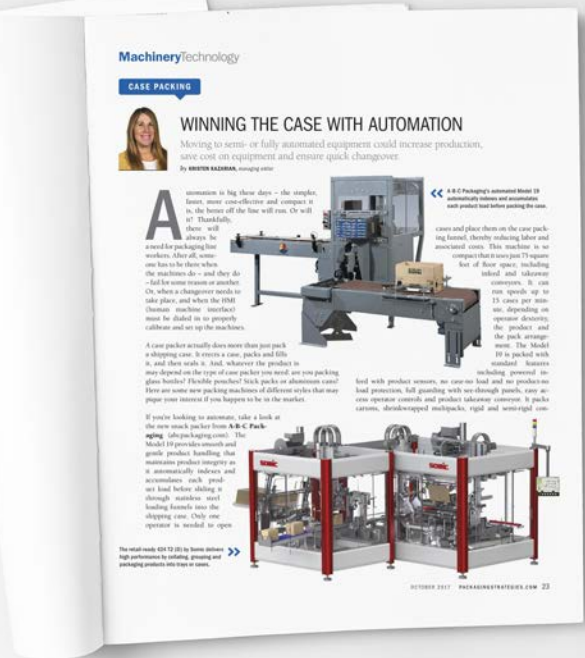 MachineryTechnology
CASE PACKING
WINNING THE CASE WITH AUTOMATION
Moving to semi- or fully automated equipment could increase production,
save cost on equipment and ensure quick changeover.
By KRISTEN KAZARIAN, managing editor
Automation is big these days – the simpler,
faster, more cost-effective and compact it
is, the better off the line will run. Or will
it? Thankfully,
there will
always be
a need for packaging line
workers. After all, some-
one has to be there when
the machines do – and they do
– fail for some reason or another.
Or, when a changeover needs to
take place, and when the HMI
(human machine interface)
must be dialed in to properly
calibrate and set up the machines.
A case packer actually does more than just pack
a shipping case. It erects a case, packs and fills
it, and then seals it. And, whatever the product is
may depend on the type of case packer you need: are you packing
glass bottles? Flexible pouches? Stick packs or aluminum cans?
Here are some new packing machines of different styles that may
pique your interest if you happen to be in the market.
If you're looking to automate, take a look at
the new snack packer from A-B-C Pack-
aging (abcpackaging.com). The
Model 10 provides smooth and
gentle product handling that
maintains product integrity as
it automatically indexes and
accumulates each prod-
uct load before sliding it
through stainless steel
loading funnels into the
shipping case. Only one
operator is needed to open
A-B-C Packaging's automated Model 10
automatically indexes and accumulates
each product load before packing the case.
cases and place them on the case pack-
ing funnel, thereby reducing labor and
associated costs. This machine is so
compact that it uses just 75 square
feet of floor space, including
infeed and takeaway
conveyors. It can
run speeds up to
15 cases per min-
ute, depending on
operator dexterity,
the product and
the pack arrange-
ment. The Model
10 is packed with
standard features
including powered in-
feed with product sensors, no case-no load and no product-no
load protection, full guarding with see-through panels, easy ac-
cess operator controls and product takeaway conveyor. It packs
cartons, shrinkwrapped multipacks, rigid and semi-rigid con-
SOMIC
SOMIC
The retail-ready 424 T2 (D) by Somic delivers
high performance by collating, grouping and
packaging products into trays or cases.
OCTOBER 2017 PACKAGINGSTRATEGIES.COM 23